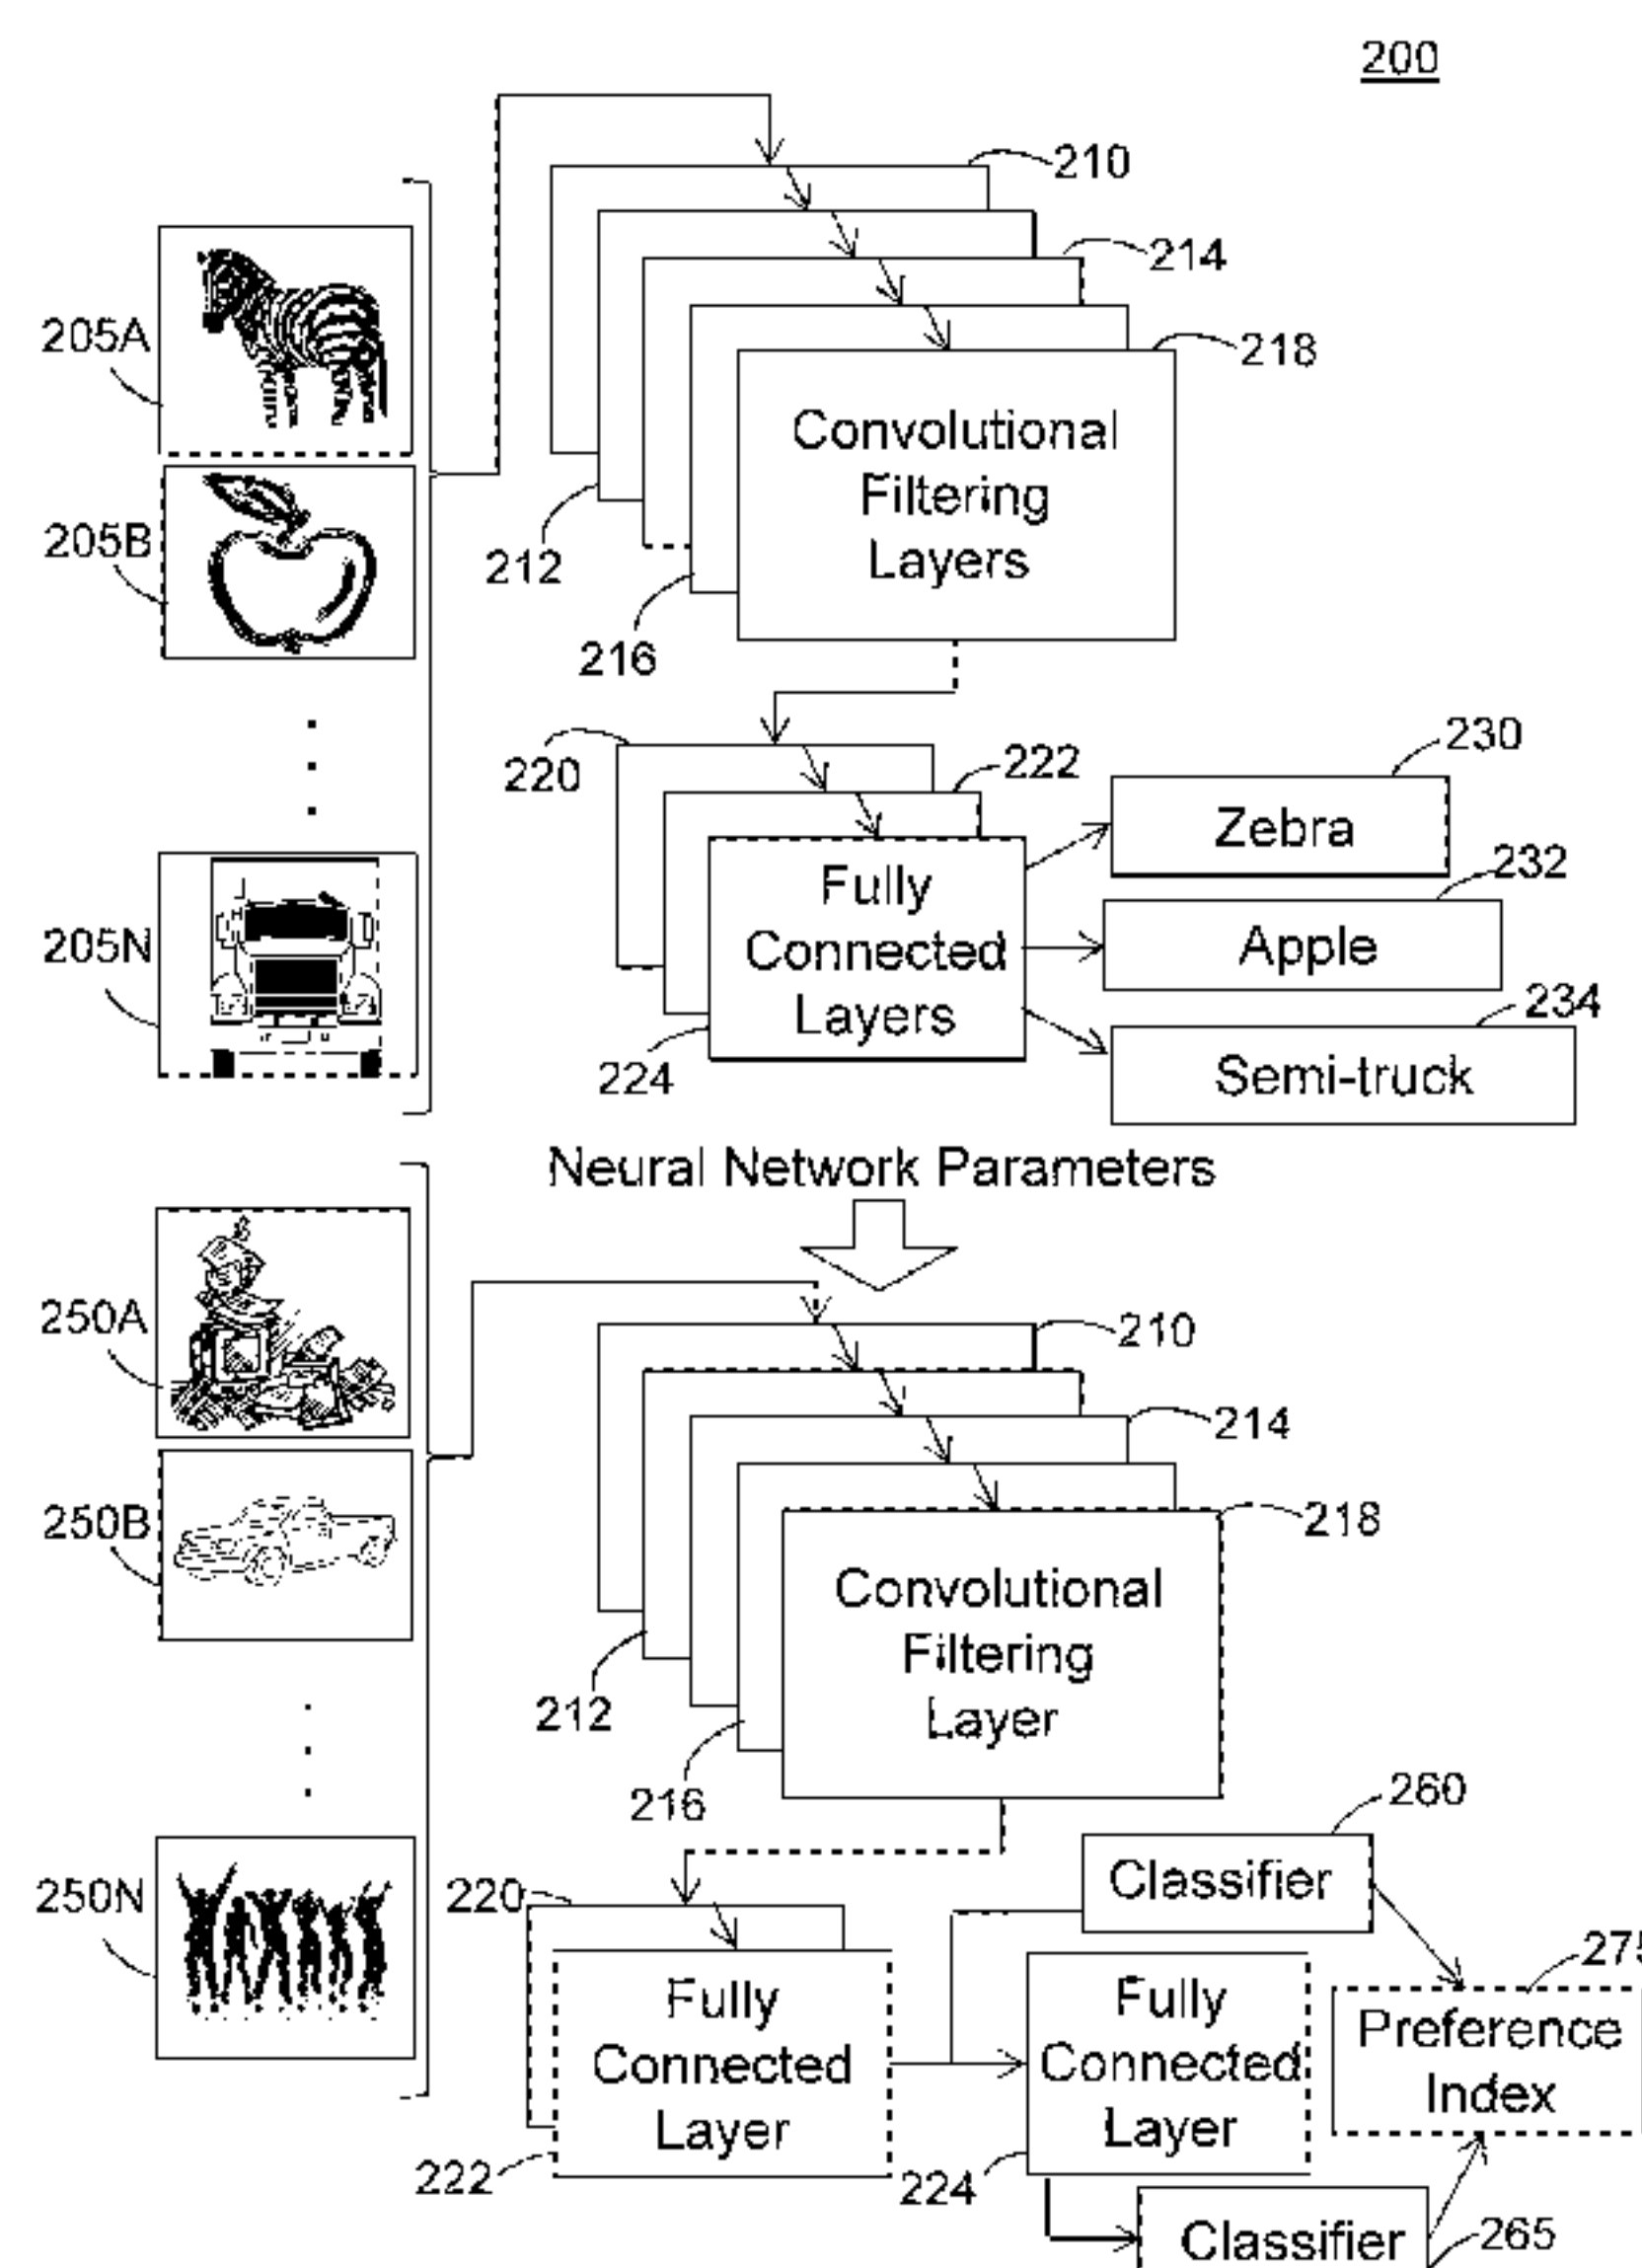 200
210
214
205A
218
Convolutional
Filtering
Layers
205B
212
216
230
220
222
Zebra
232
Fully
Connected
Layers
Apple
205N
234
224
Semi-truck
Neural Network Parameters
250A
210
214
250B
218
Convolutional
Filtering
Layer
212
216
260
Classifier
250N
220
275
Fully
Connected
Layer
Fully
Connected
Layer
Preference
Index
222
224
Classifier
265